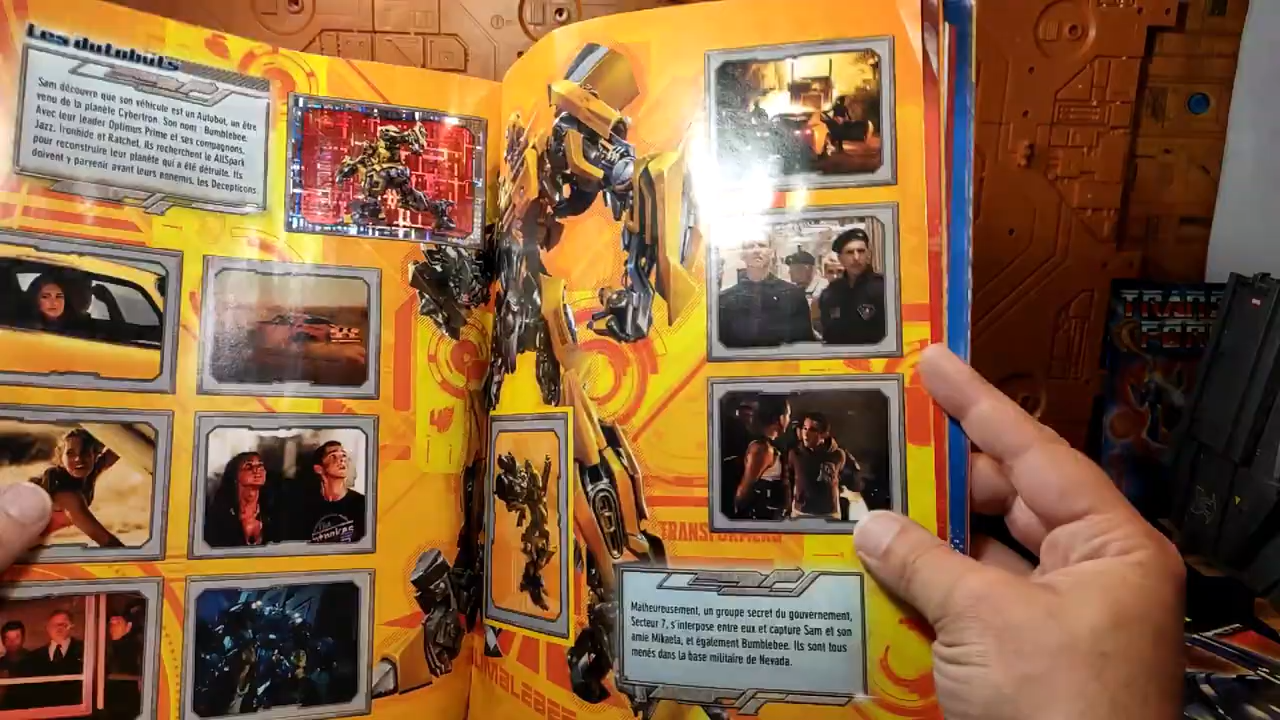 Les Autobots
Sam découvre que son véhicule est un Autobot, un être
venu de la planète Cybertron. Son nom : Bumblebee.
Avec leur leader Optimus Prime et ses compagnons,
Jazz, Ironhide et Ratchet, ils recherchent le AllSpark
pour reconstruire leur planète qui a été détruite. Ils
doivent y parvenir avant leurs ennemis, les Decepticons
TRANSFORMERS
Malheureusement, un groupe secret du gouvernement,
Secteur 7, s'interpose entre eux et capture Sam et son
amie Mikaela, et également Bumblebee. Ils sont tous
menés dans la base militaire de Nevada.
UMBLEBEE
TRANS
FORM